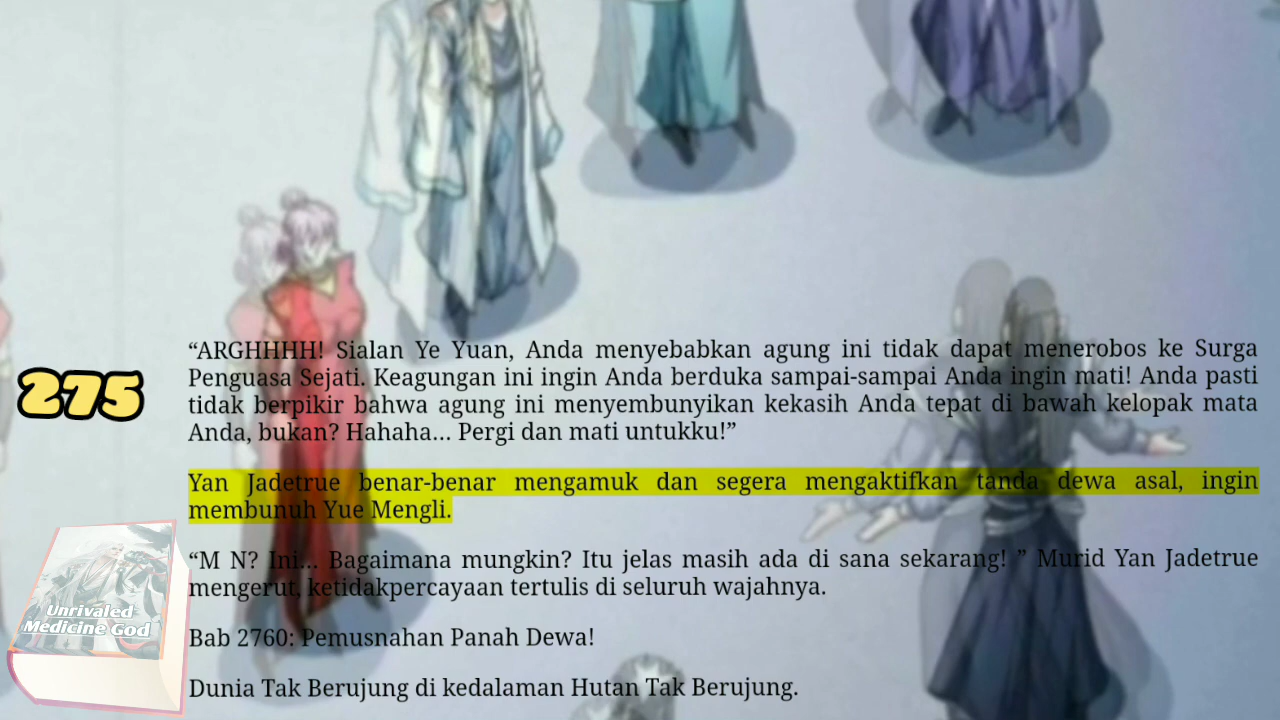 “ARGHHHH! Sialan Ye Yuan, Anda menyebabkan agung ini tidak dapat menerobos ke Surga
Penguasa Sejati. Keagungan ini ingin Anda berduka sampai-sampai Anda ingin mati! Anda pasti
tidak berpikir bahwa agung ini menyembunyikan kekasih Anda tepat di bawah kelopak mata
Anda, bukan? Hahaha... Pergi dan mati untukku!”
275
Yan Jadetrue benar-benar mengamuk dan segera mengaktifkan tanda dewa asal, ingin
membunuh Yue Mengli.
“M N? Ini... Bagaimana mungkin? Itu jelas masih ada di sana sekarang! ” Murid Yan Jadetrue
mengerut, ketidakpercayaan tertulis di seluruh wajahnya.
Unrivaled
Medicine God
Bab 2760: Pemusnahan Panah Dewa!
Dunia Tak Berujung di kedalaman Hutan Tak Berujung.